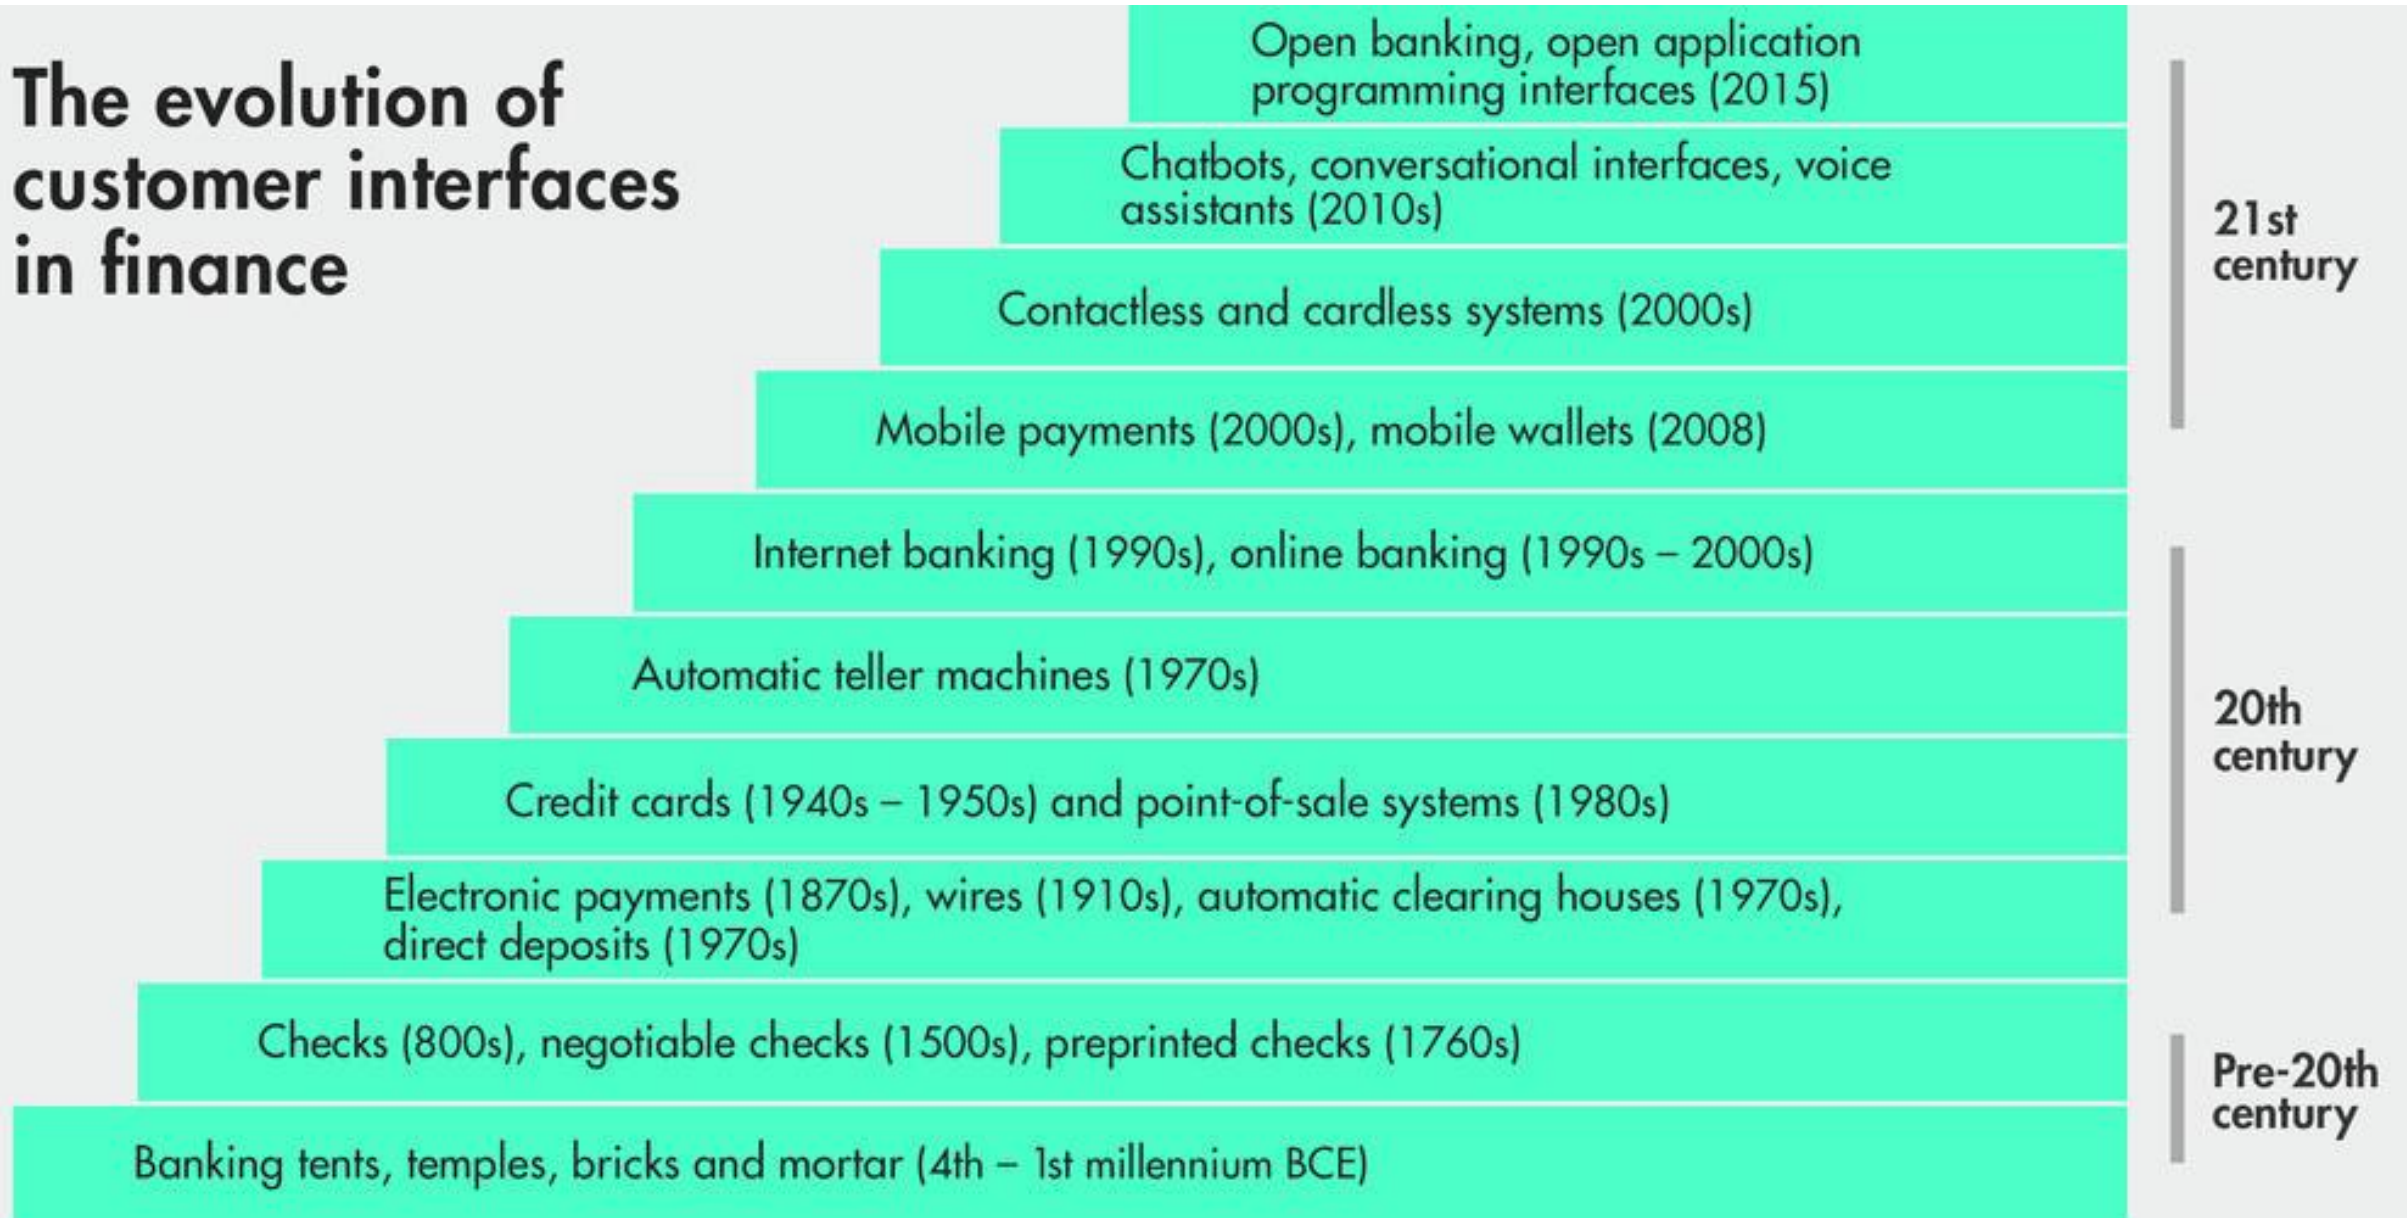 The evolution of
customer interfaces
in finance
Open banking, open application
programming interfaces (2015)
Chatbots, conversational interfaces, voice
assistants (2010s)
Contactless and cardless systems (2000s)
Mobile payments (2000s), mobile wallets (2008)
21st
century
Internet banking (1990s), online banking (1990s – 2000s)
Automatic teller machines (1970s)
Credit cards (1940s – 1950s) and point-of-sale systems (1980s)
Electronic payments (1870s), wires (1910s), automatic clearing houses (1970s),
direct deposits (1970s)
20th
century
Checks (800s), negotiable checks (1500s), preprinted checks (1760s)
Banking tents, temples, bricks and mortar (4th – 1st millennium BCE)
Pre-20th
century